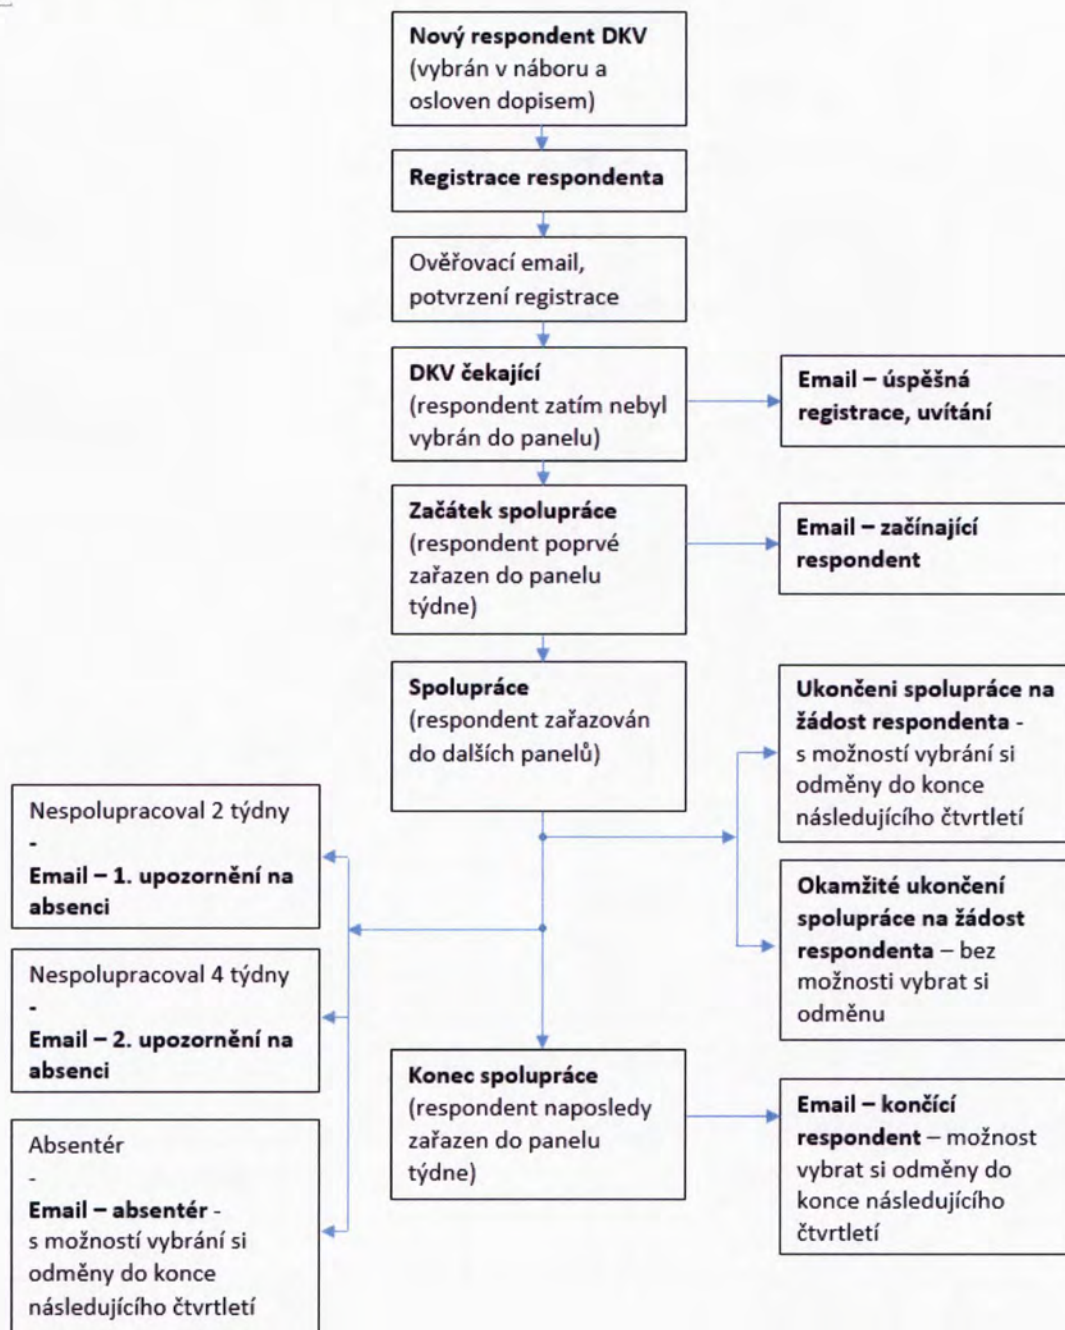 Nový respondent DKV
(vybrán v náboru a
osloven dopisem)
Registrace respondenta
Ověřovací email,
potvrzení registrace
DKV čekající
(respondent zatím nebyl
vybrán do panelu)
Email – úspěšná
registrace, uvítání
Začátek spolupráce
(respondent poprvé
zařazen do panelu
týdne)
Email – začínající
respondent
Spolupráce
(respondent zařazován
do dalších panelů)
Ukončeni spolupráce na
žádost respondenta -
s možností vybrání si
odměny do konce
následujícího čtvrtletí
Okamžité ukončení
spolupráce na žádost
respondenta – bez
možnosti vybrat si
odměnu
Nespolupracoval 2 týdny
-
Email – 1. upozornění na
absenci
Nespolupracoval 4 týdny
-
Email – 2. upozornění na
absenci
Absentér
-
Email – absentér -
s možností vybrání si
odměny do konce
následujícího čtvrtletí
Konec spolupráce
(respondent naposledy
zařazen do panelu
týdne)
Email – končící
respondent – možnost
vybrat si odměny do
konce následujícího
čtvrtletí